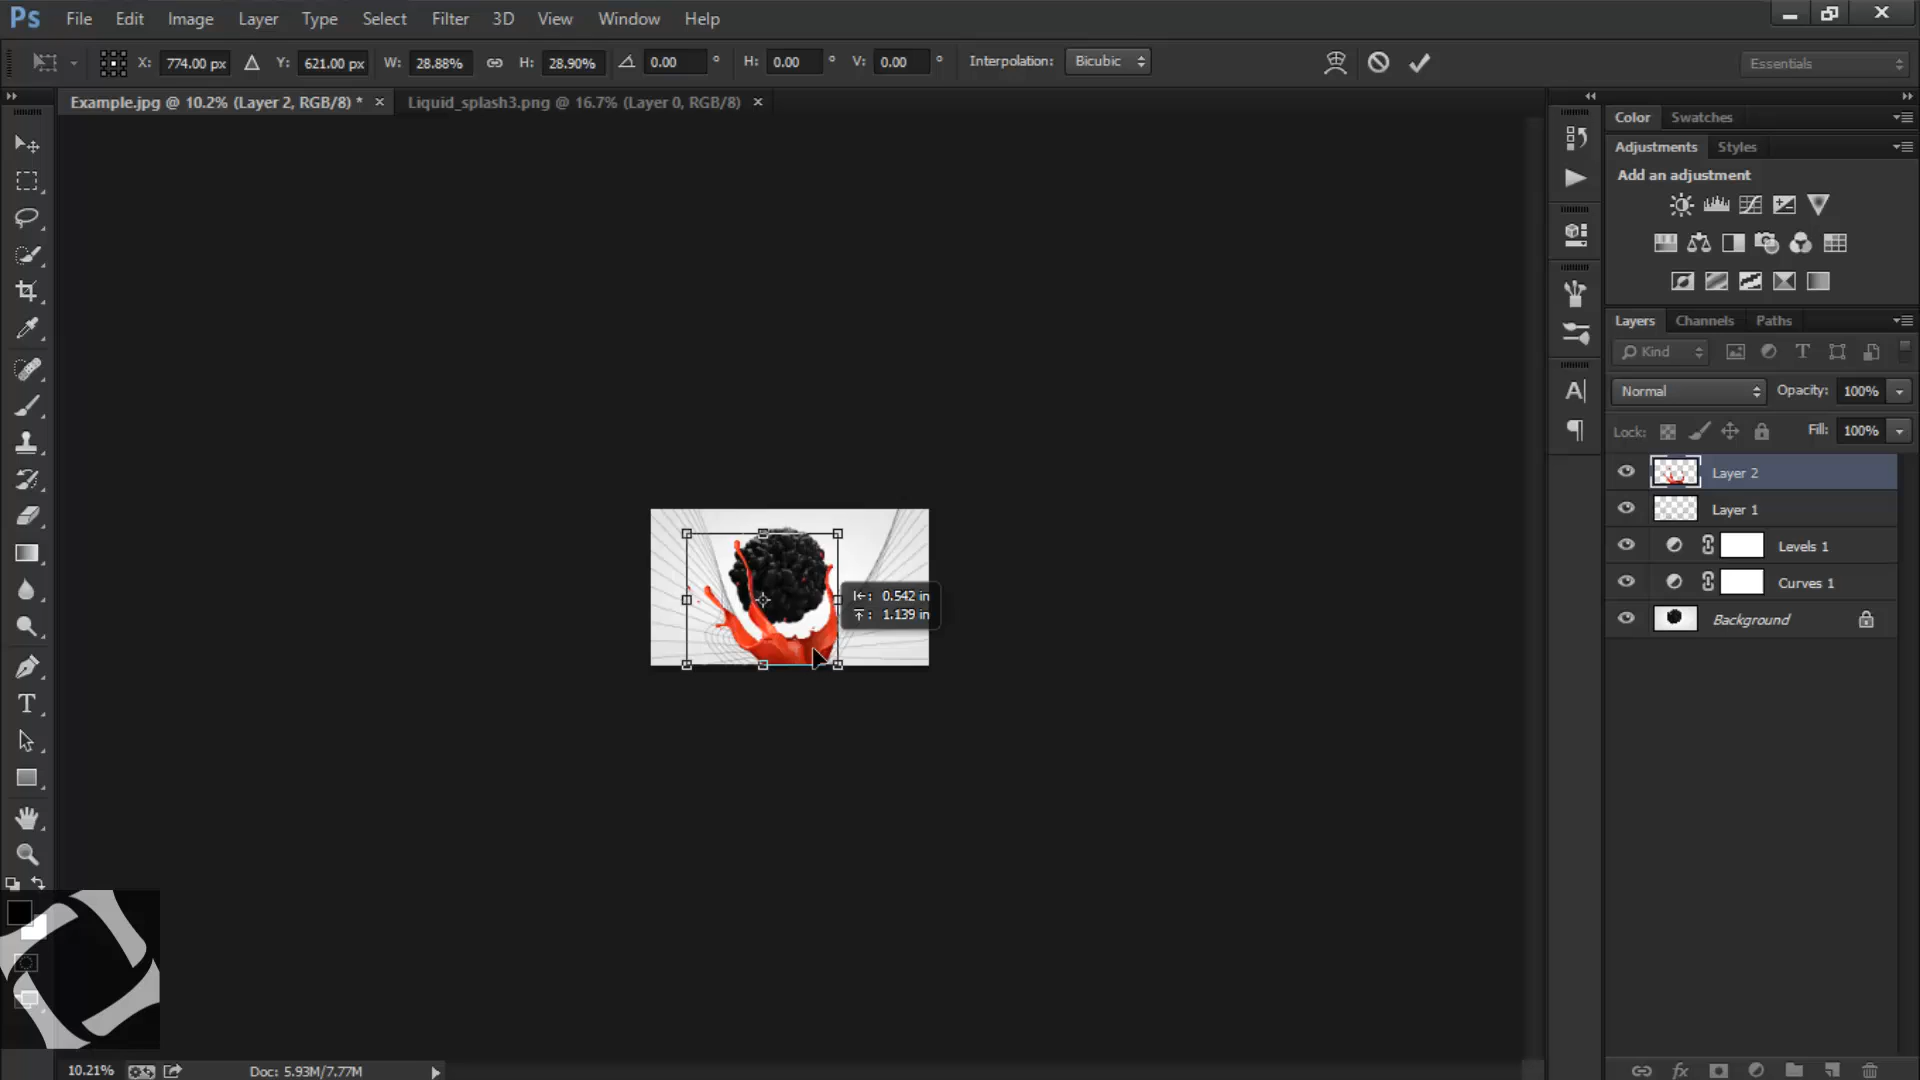 Ps File Edit Image Layer Type Select Filter 3D View Window Help
X: 774.00 px Y: 621.00 px W: 28.88% H: 28.90% 0.00 ° H: 0.00 ° V: 0.00 ° Interpolation: Bicubic Essentials
Example.jpg @ 10.2% (Layer 2, RGB/8) * × Liquid_splash3.png @ 16.7% (Layer 0, RGB/8) ×
Color Swatches
Adjustments Styles
Add an adjustment
Layers Channels Paths
Kind
Normal Opacity: 100%
Lock: Fill: 100%
Layer 2
Layer 1
Levels 1
Curves 1
Background
0.542 in
1.139 in
10.21% Doc: 5.93M/7.77M